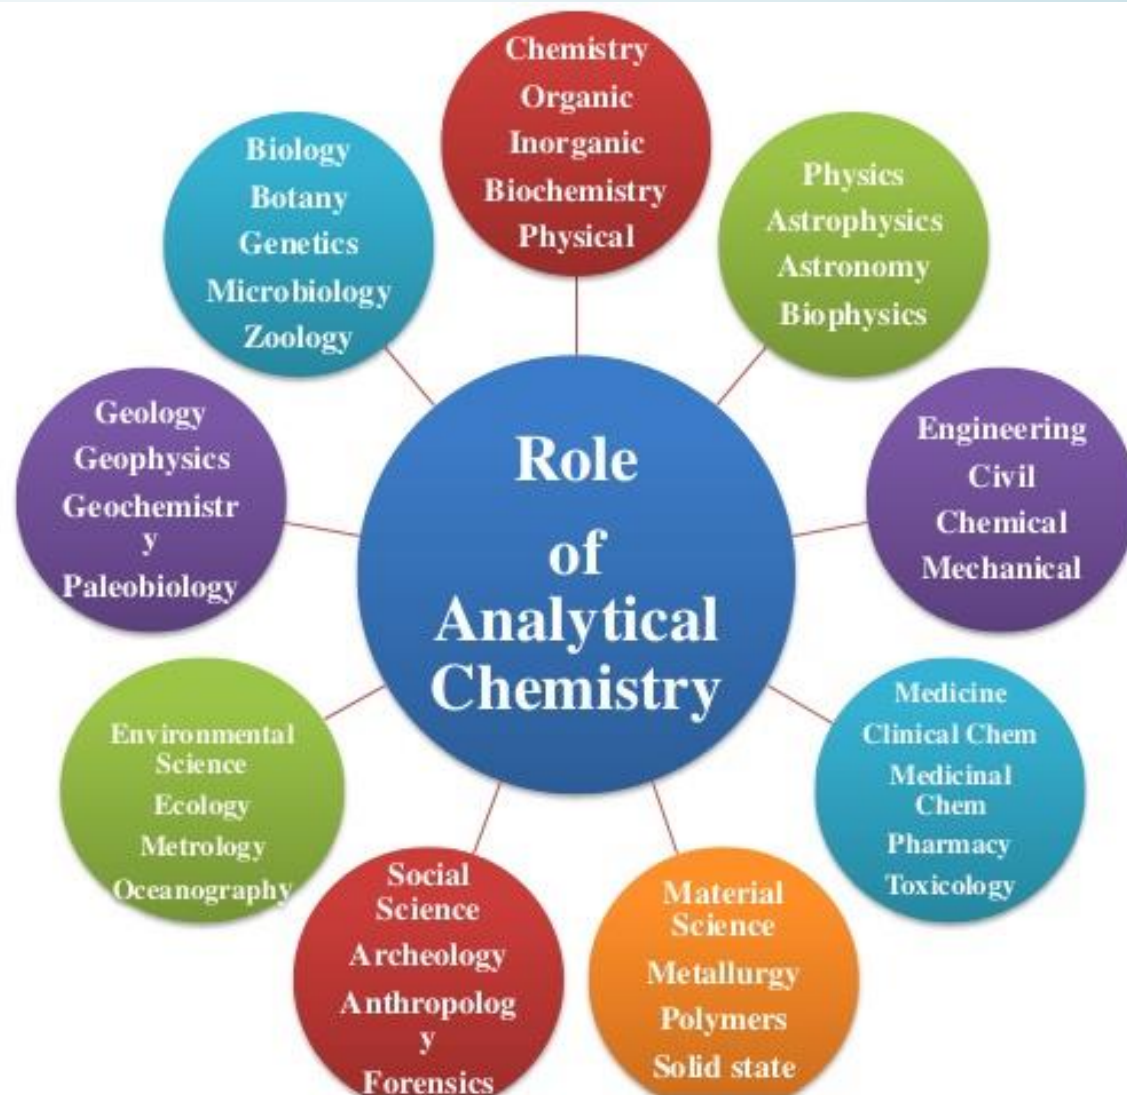 Chemistry
Organic
Inorganic
Biochemistry
Physical
Physics
Astrophysics
Astronomy
Biophysics
Engineering
Civil
Chemical
Mechanical
Medicine
Clinical Chem
Medicinal
Chem
Pharmacy
Toxicology
Material
Science
Metallurgy
Polymers
Solid state
Social
Science
Archeology
Anthropolog
y
Forensics
Environmental
Science
Ecology
Metrology
Oceanography
Geology
Geophysics
Geochemistr
y
Paleobiology
Biology
Botany
Genetics
Microbiology
Zoology
Role
of
Analytical
Chemistry